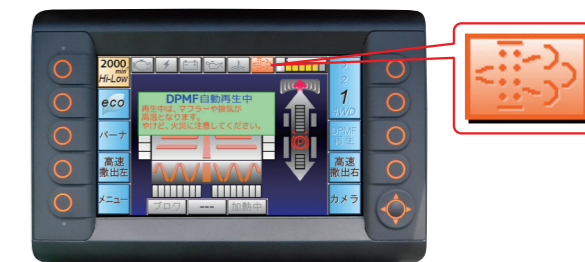 2000
min
Hi-Low
eco
バーナ
高速
散出左
メニュー
DPMF自動再生中
再生中は、マフラーや排気が
高温となります。
やけど、火災に注意してください。
P
ブロワ
---
加熱中
2
1
4WD
DPMF
再生
高速
散出右
カメラ